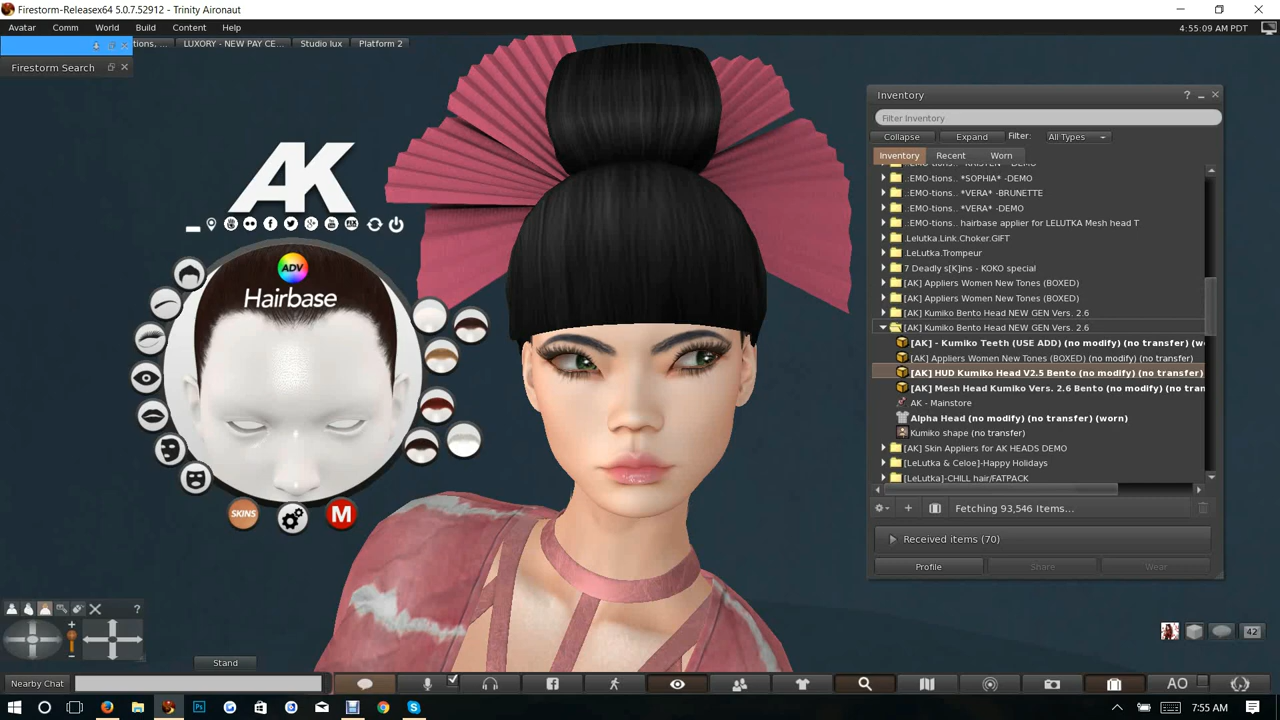 Firestorm-Releasex64 5.0.7.52912 - Trinity Aironaut
Avatar Comm World Build Content Help
4:55:09 AM PDT
tions, ...
LUXORY - NEW PAY CE...
Studio lux
Platform 2
Firestorm Search
Inventory
?
Filter Inventory
Collapse
Expand
Filter:
All Types
Inventory
Recent
Worn
.:EMO-tions.. *KRISTEN* -DEMO
.:EMO-tions.. *SOPHIA* -DEMO
.:EMO-tions.. *VERA* -BRUNETTE
.:EMO-tions.. *VERA* -DEMO
.:EMO-tions.. hairbase applier for LELUTKA Mesh head T
.Lelutka.Link.Choker.GIFT
.LeLutka.Trompeur
7 Deadly s[K]ins - KOKO special
[AK] Appliers Women New Tones (BOXED)
[AK] Appliers Women New Tones (BOXED)
[AK] Kumiko Bento Head NEW GEN Vers. 2.6
[AK] Kumiko Bento Head NEW GEN Vers. 2.6
[AK] - Kumiko Teeth (USE ADD) (no modify) (no transfer) (w
[AK] Appliers Women New Tones (BOXED) (no modify) (no transfer)
[AK] HUD Kumiko Head V2.5 Bento (no modify) (no transfer)
[AK] Mesh Head Kumiko Vers. 2.6 Bento (no modify) (no tran
AK - Mainstore
Alpha Head (no modify) (no transfer) (worn)
Kumiko shape (no transfer)
[AK] Skin Appliers for AK HEADS DEMO
[LeLutka & Celoe]-Happy Holidays
[LeLutka]-CHILL hair/FATPACK
Fetching 93,546 Items...
Received items (70)
Profile
Share
Wear
AK
ADV
Hairbase
SKINS
M
?
Stand
42
Nearby Chat
AO
7:55 AM